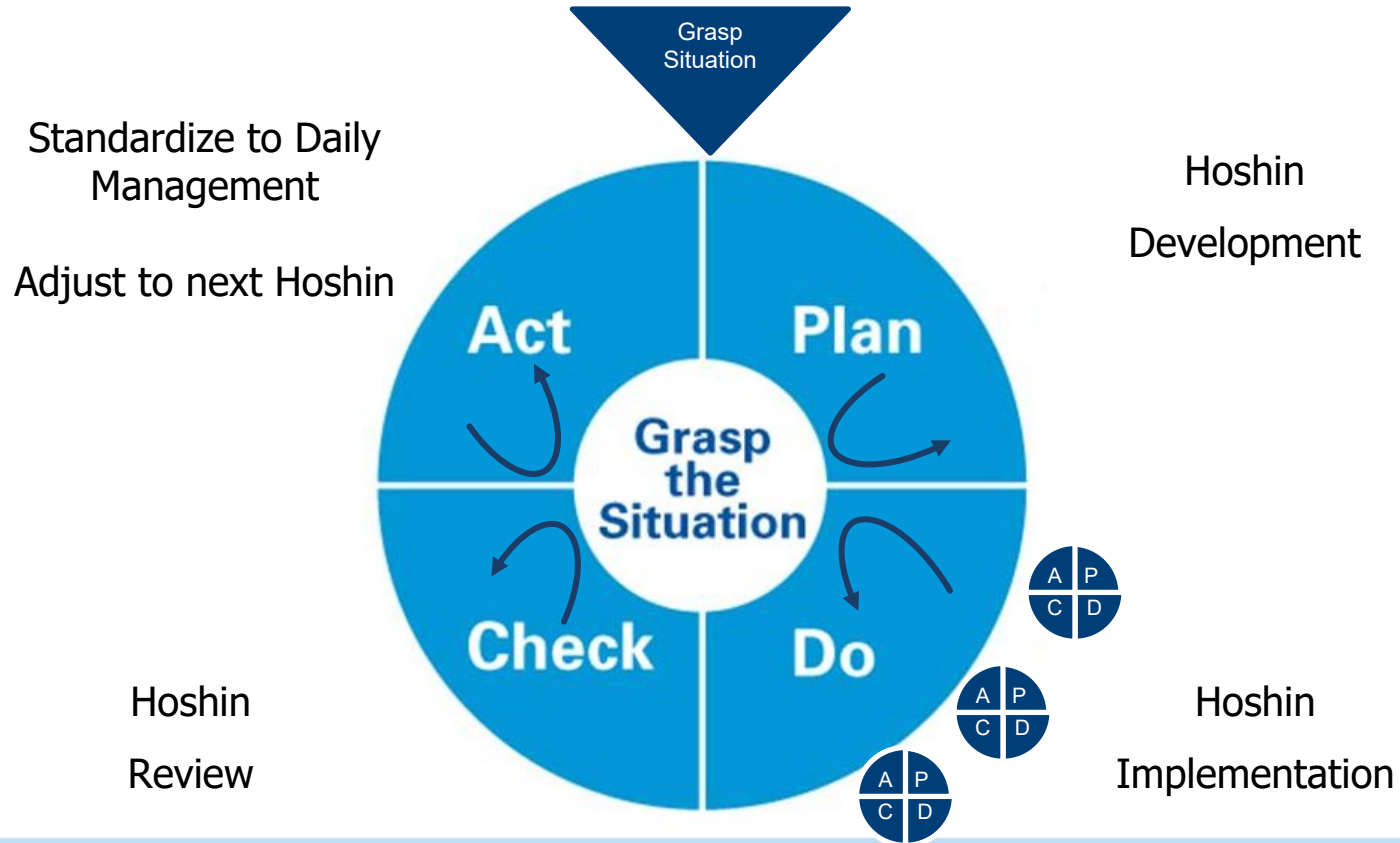 Grasp
Situation
Standardize to Daily
Management
Adjust to next Hoshin
Hoshin
Development
Act
Plan
Grasp
the
Situation
Check
Do
A P
C D
A P
C D
A P
C D
Hoshin
Review
Hoshin
Implementation